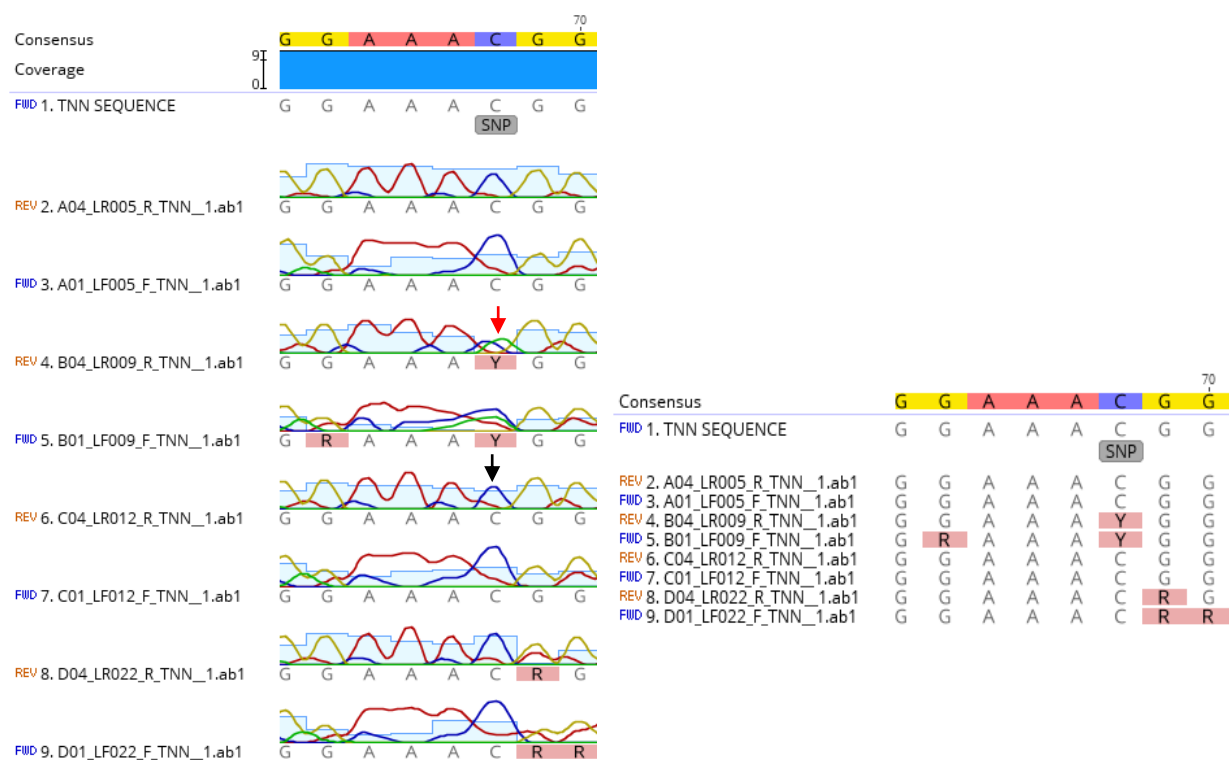 70
Consensus G G A A A C G G
Coverage 9 0
FWD 1. TNN SEQUENCE G G A A A C G G
SNP
REV 2. A04_LR005_R_TNN__1.ab1 G G A A A C G G
FWD 3. A01_LF005_F_TNN__1.ab1 G G A A A C G G
REV 4. B04_LR009_R_TNN__1.ab1 G G A A A Y G G
FWD 5. B01_LF009_F_TNN__1.ab1 G R A A A Y G G
REV 6. C04_LR012_R_TNN__1.ab1 G G A A A C G G
FWD 7. C01_LF012_F_TNN__1.ab1 G G A A A C G G
REV 8. D04_LR022_R_TNN__1.ab1 G G A A A C R G
FWD 9. D01_LF022_F_TNN__1.ab1 G G A A A C R R
70
Consensus G G A A A C G G
FWD 1. TNN SEQUENCE G G A A A C G G
SNP
REV 2. A04_LR005_R_TNN__1.ab1 G G A A A C G G
FWD 3. A01_LF005_F_TNN__1.ab1 G G A A A C G G
REV 4. B04_LR009_R_TNN__1.ab1 G G A A A Y G G
FWD 5. B01_LF009_F_TNN__1.ab1 G R A A A Y G G
REV 6. C04_LR012_R_TNN__1.ab1 G G A A A C G G
FWD 7. C01_LF012_F_TNN__1.ab1 G G A A A C G G
REV 8. D04_LR022_R_TNN__1.ab1 G G A A A C R G
FWD 9. D01_LF022_F_TNN__1.ab1 G G A A A C R R